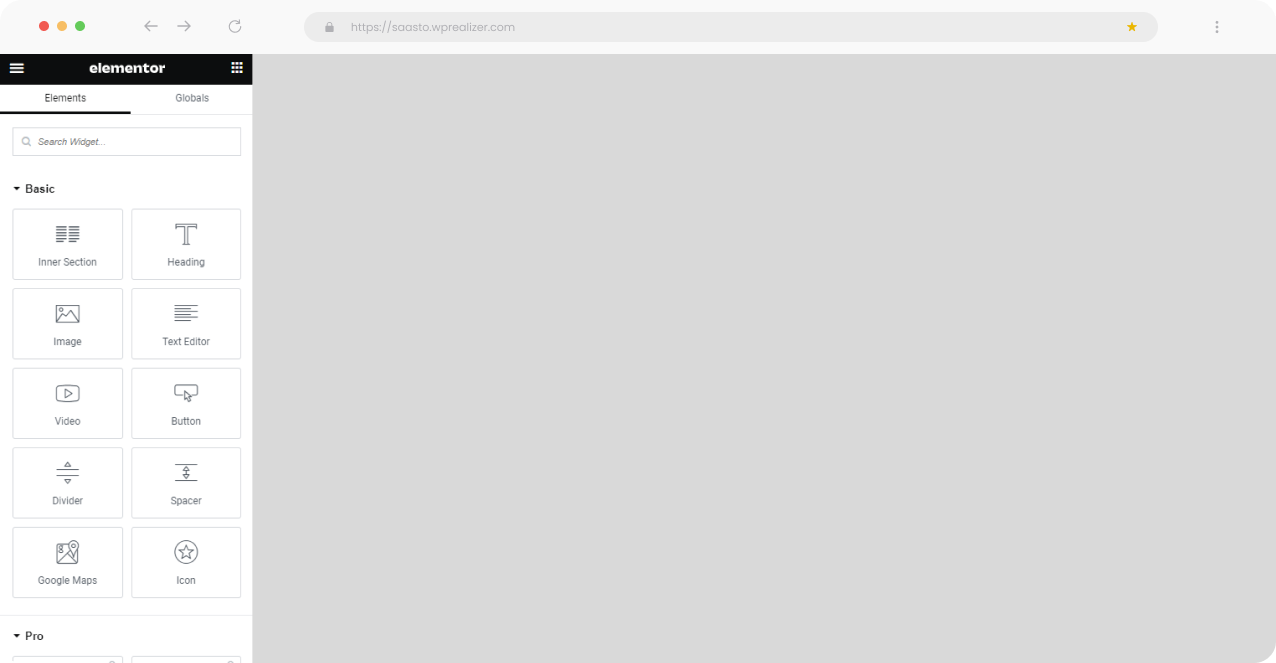 https://saasto.wprealizer.com
elementor
Elements Globals
Search Widget...
Basic
Inner Section Heading
Image Text Editor
Video Button
Divider Spacer
Google Maps Icon
Pro